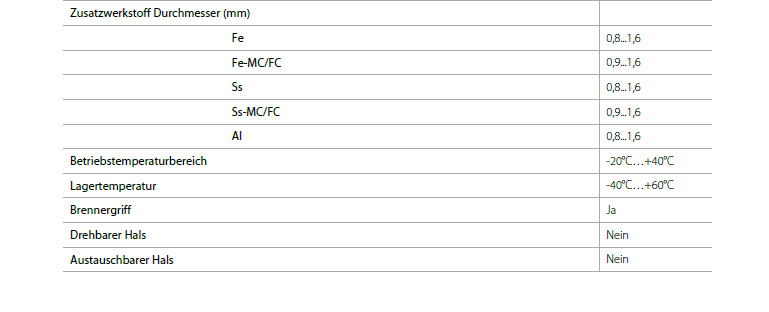 Zusatzwerkstoff Durchmesser (mm)
Fe 0,8...1,6
Fe-MC/FC 0,9...1,6
Ss 0,8...1,6
Ss-MC/FC 0,9...1,6
Al 0,8...1,6
Betriebstemperaturbereich -20°C…+40°C
Lagertemperatur -40°C…+60°C
Brennergriff Ja
Drehbarer Hals Nein
Austauschbarer Hals Nein